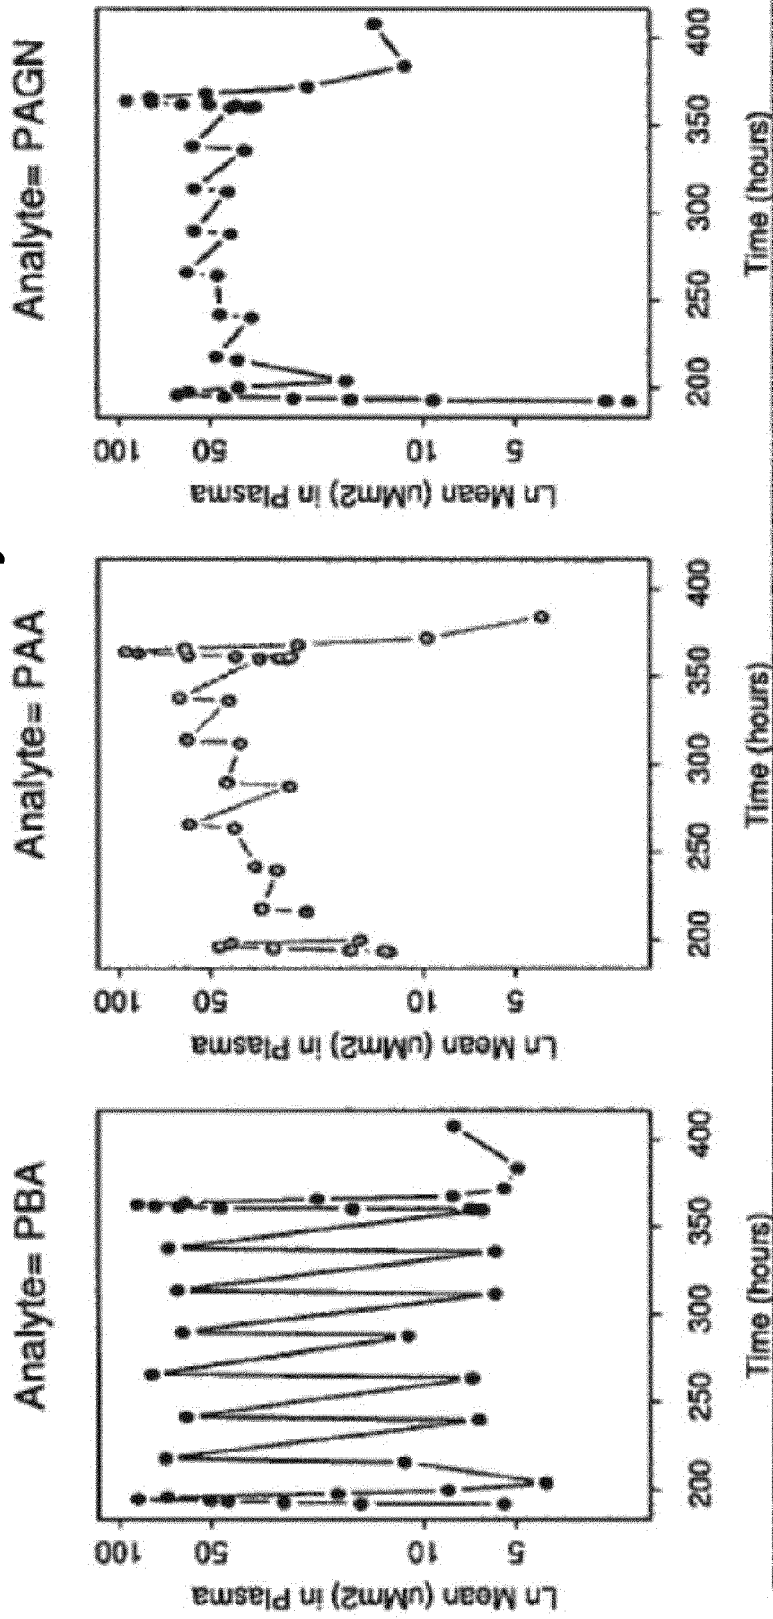 Analyte= PBA
Ln Mean (uMm2) in Plasma
100
50
10
5
200 250 300 350 400
Time (hours)
Analyte= PAA
Ln Mean (uMm2) in Plasma
100
50
10
5
200 250 300 350 400
Time (hours)
Analyte= PAGN
Ln Mean (uMm2) in Plasma
100
50
10
5
200 250 300 350 400
Time (hours)